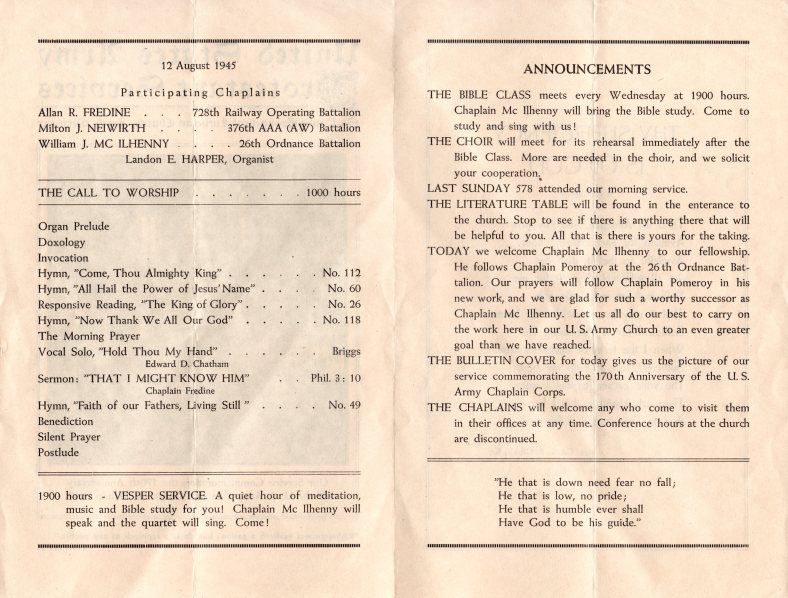 12 August 1945
Participating Chaplains
Allan R. FREDINE . . . 728th Railway Operating Battalion
Milton J. NEIWIRTH . . . . 376th AAA (AW) Battalion
William J. MC ILHENNY . . . . 26th Ordnance Battalion
Landon E. HARPER, Organist
THE CALL TO WORSHIP . . . . . . . 1000 hours
Organ Prelude
Doxology
Invocation
Hymn, "Come, Thou Almighty King" . . . . . No. 112
Hymn, "All Hail the Power of Jesus' Name" . . . . No. 60
Responsive Reading, "The King of Glory" . . . . . No. 26
Hymn, "Now Thank We All Our God" . . . . . No. 118
The Morning Prayer
Vocal Solo, "Hold Thou My Hand" . . . . . Briggs
Edward D. Chatham
Sermon: "THAT I MIGHT KNOW HIM" . . Phil. 3 : 10
Chaplain Fredine
Hymn, "Faith of our Fathers, Living Still " . . . . No. 49
Benediction
Silent Prayer
Postlude
1900 hours - VESPER SERVICE. A quiet hour of meditation,
music and Bible study for you! Chaplain Mc Ilhenny will
speak and the quartet will sing. Come!
ANNOUNCEMENTS
THE BIBLE CLASS meets every Wednesday at 1900 hours.
Chaplain Mc Ilhenny will bring the Bible study. Come to
study and sing with us!
THE CHOIR will meet for its rehearsal immediately after the
Bible Class. More are needed in the choir, and we solicit
your cooperation.
LAST SUNDAY 578 attended our morning service.
THE LITERATURE TABLE will be found in the enterance to
the church. Stop to see if there is anything there that will
be helpful to you. All that is there is yours for the taking.
TODAY we welcome Chaplain Mc Ilhenny to our fellowship.
He follows Chaplain Pomeroy at the 26th Ordnance Bat-
talion. Our prayers will follow Chaplain Pomeroy in his
new work, and we are glad for such a worthy successor as
Chaplain Mc Ilhenny. Let us all do our best to carry on
the work here in our U. S. Army Church to an even greater
goal than we have reached.
THE BULLETIN COVER for today gives us the picture of our
service commemorating the 170th Anniversary of the U. S.
Army Chaplain Corps.
THE CHAPLAINS will welcome any who come to visit them
in their offices at any time. Conference hours at the church
are discontinued.
"He that is down need fear no fall;
He that is low, no pride;
He that is humble ever shall
Have God to be his guide."